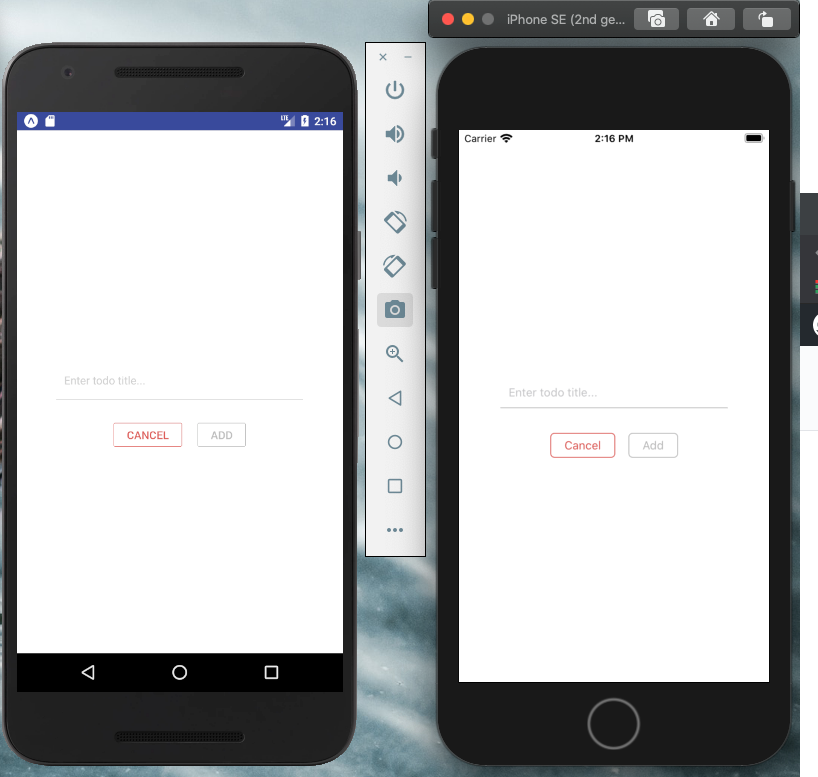 iPhone SE (2nd ge...
LTE 2:16
Carrier 2:16 PM
Enter todo title...
CANCEL ADD
Enter todo title...
Cancel Add